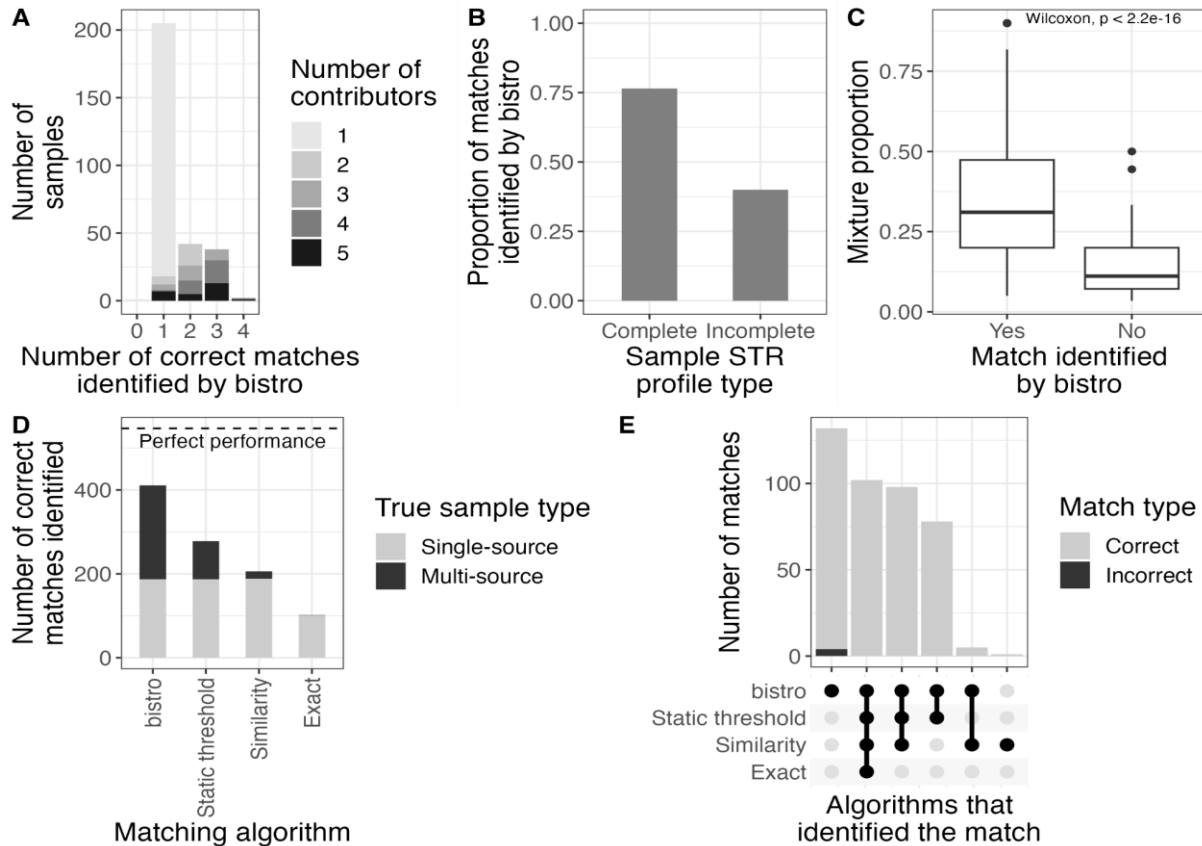 A
Number of
samples
200
150
100
50
0
0 1 2 3 4
Number of correct matches
identified by bistro
Number of
contributors
1
2
3
4
5
B
Proportion of matches
identified by bistro
1.00
0.75
0.50
0.25
0.00
Complete Incomplete
Sample STR
profile type
C
Wilcoxon, p < 2.2e-16
Mixture proportion
0.75
0.50
0.25
0.00
Yes No
Match identified
by bistro
D
Perfect performance
Number of correct
matches identified
400
200
0
bistro
Static threshold
Similarity
Exact
Matching algorithm
True sample type
Single-source
Multi-source
E
Number of matches
100
50
0
bistro
Static threshold
Similarity
Exact
Algorithms that
identified the match
Match type
Correct
Incorrect